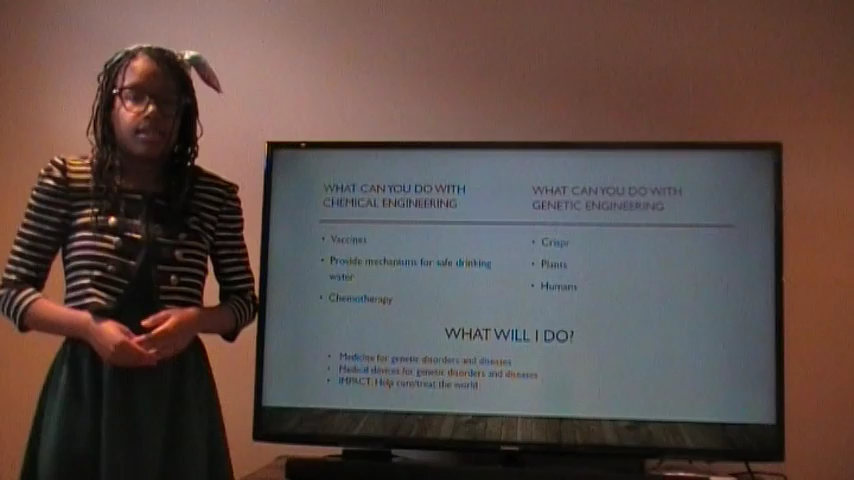 WHAT CAN YOU DO WITH
CHEMICAL ENGINEERING
• Vaccines
• Provide mechanisms for safe drinking
water
• Chemotherapy
WHAT CAN YOU DO WITH
GENETIC ENGINEERING
• Crispr
• Plants
• Humans
WHAT WILL I DO?
• Medicine for genetic disorders and diseases
• Medical devices for genetic disorders and diseases
• IMPACT: Help cure/treat the world